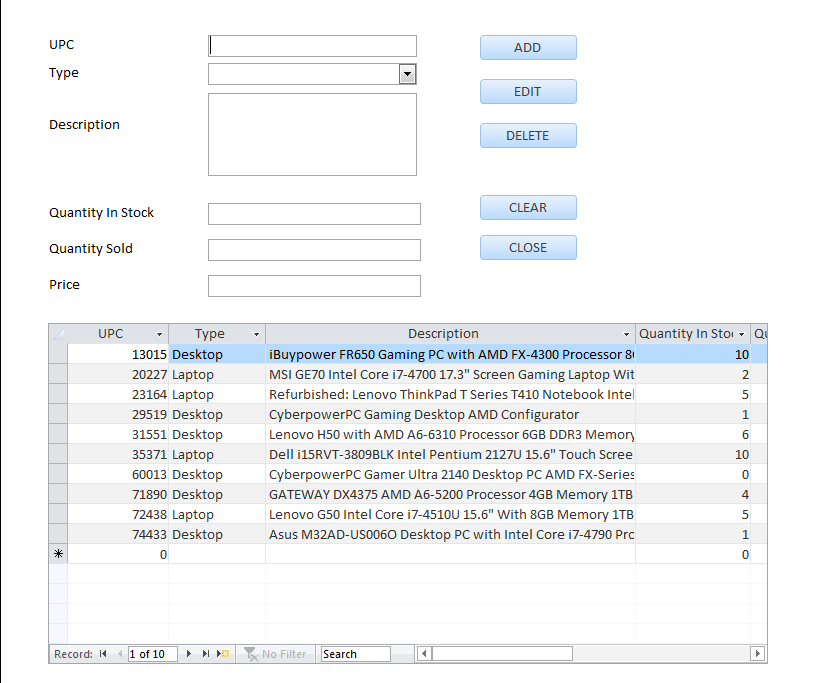 UPC
ADD
Type
EDIT
Description
DELETE
Quantity In Stock
CLEAR
Quantity Sold
CLOSE
Price
UPC Type Description Quantity In Sto
13015 Desktop iBuypower FR650 Gaming PC with AMD FX-4300 Processor 10
20227 Laptop MSI GE70 Intel Core i7-4700 17.3" Screen Gaming Laptop Wit 2
23164 Laptop Refurbished: Lenovo ThinkPad T Series T410 Notebook Intel 5
29519 Desktop CyberpowerPC Gaming Desktop AMD Configurator 1
31551 Desktop Lenovo H50 with AMD A6-6310 Processor 6GB DDR3 Memory 6
35371 Laptop Dell i15RVT-3809BLK Intel Pentium 2127U 15.6" Touch Scree 10
60013 Desktop CyberpowerPC Gamer Ultra 2140 Desktop PC AMD FX-Series 0
71890 Desktop GATEWAY DX4375 AMD A6-5200 Processor 4GB Memory 1TB 4
72438 Laptop Lenovo G50 Intel Core i7-4510U 15.6" With 8GB Memory 1TB 5
74433 Desktop Asus M32AD-US006O Desktop PC with Intel Core i7-4790 Pro 1
0 0
Record: 1 of 10 No Filter Search